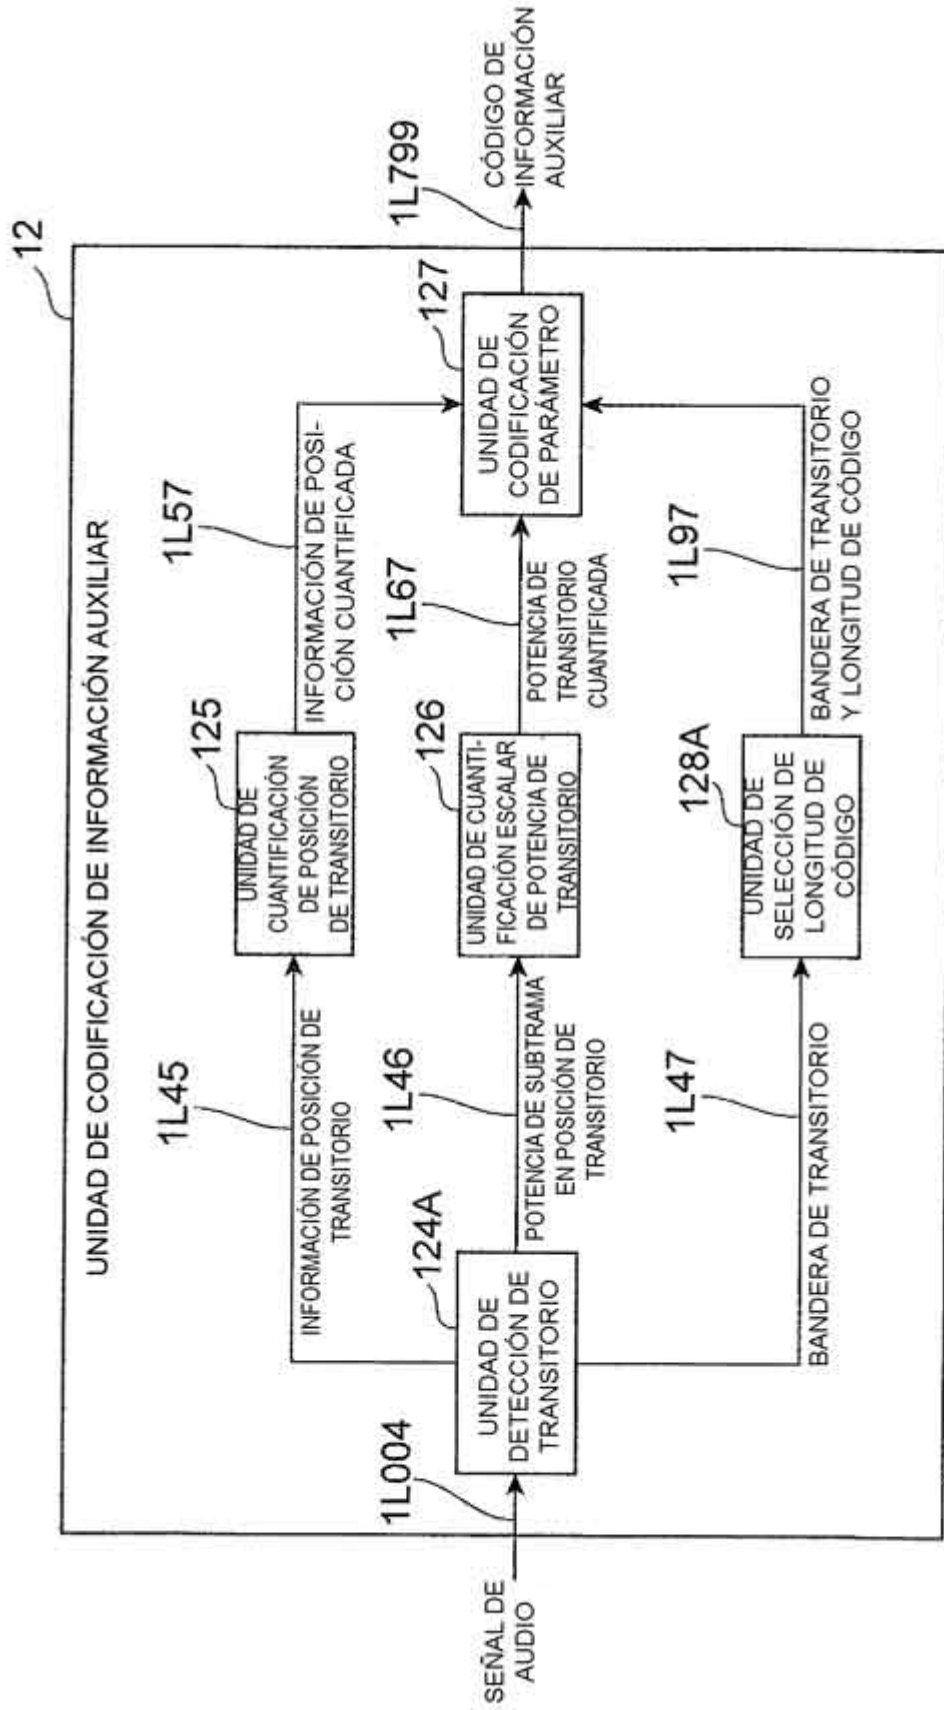 12
UNIDAD DE CODIFICACIÓN DE INFORMACIÓN AUXILIAR
SEÑAL DE
AUDIO
1L004
124A
UNIDAD DE
DETECCIÓN DE
TRANSITORIO
1L45
INFORMACIÓN DE POSICIÓN DE
TRANSITORIO
125
UNIDAD DE
CUANTIFICACIÓN
DE POSICIÓN
DE TRANSITORIO
1L57
INFORMACIÓN DE POSI-
CIÓN CUANTIFICADA
1L46
POTENCIA DE SUBTRAMA
EN POSICIÓN DE
TRANSITORIO
126
UNIDAD DE CUANTI-
FICACIÓN ESCALAR
DE POTENCIA DE
TRANSITORIO
1L67
POTENCIA DE
TRANSITORIO
CUANTIFICADA
127
UNIDAD DE
CODIFICACIÓN
DE PARÁMETRO
1L799
CÓDIGO DE
INFORMACIÓN
AUXILIAR
1L47
BANDERA DE TRANSITORIO
128A
UNIDAD DE
SELECCIÓN DE
LONGITUD DE
CÓDIGO
1L97
BANDERA DE TRANSITORIO
Y LONGITUD DE CÓDIGO